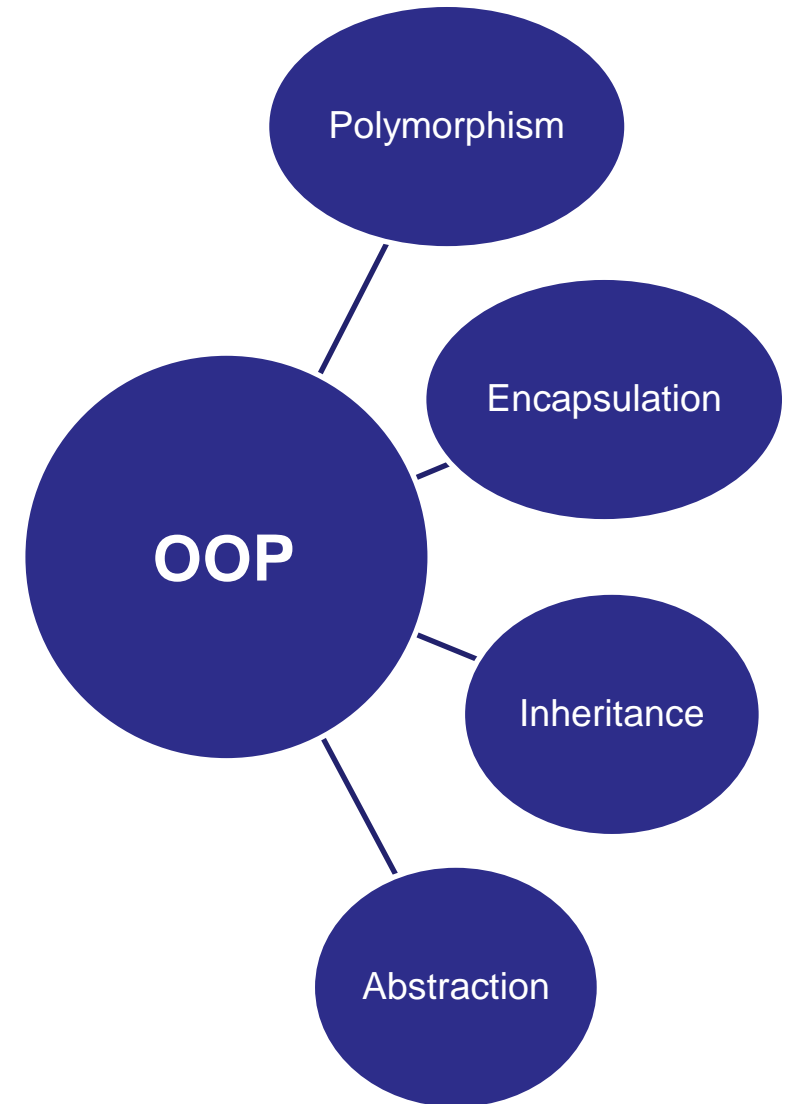 Polymorphism
Encapsulation
OOP
Inheritance
Abstraction